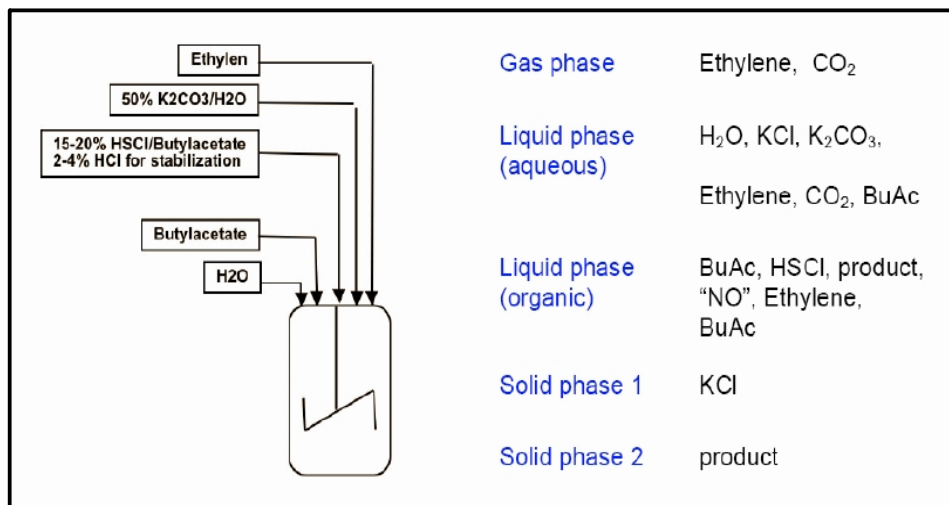 Ethylen
50% K2CO3/H2O
15-20% HSCl/Butylacetate
2-4% HCl for stabilization
Butylacetate
H2O
Gas phase Ethylene, CO₂
Liquid phase H₂O, KCl, K₂CO₃,
(aqueous)
Ethylene, CO₂, BuAc
Liquid phase BuAc, HSCl, product,
(organic) “NO”, Ethylene,
BuAc
Solid phase 1 KCl
Solid phase 2 product